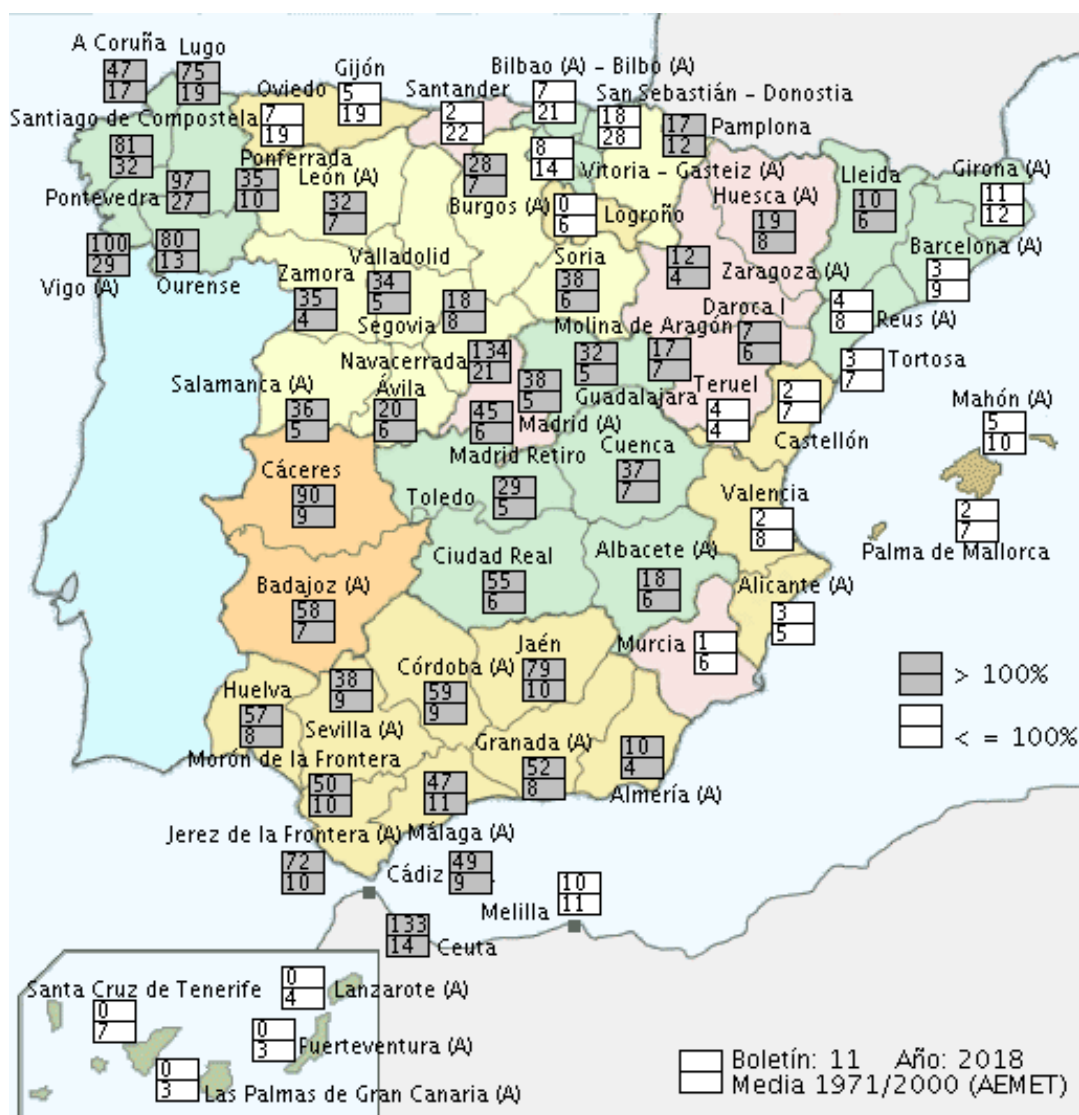 A Coruña
47
17
Lugo
75
19
Oviedo
7
19
Gijón
5
19
Santander
2
22
Bilbao (A) – Bilbo (A)
7
21
San Sebastián – Donostia
18
28
Pamplona
17
12
Santiago de Compostela
81
32
Ponferrada
35
10
León (A)
32
7
Burgos (A)
28
7
Vitoria – Gasteiz (A)
8
14
Logroño
0
6
Huesca (A)
19
8
Lleida
10
6
Girona (A)
11
12
Pontevedra
97
27
Vigo (A)
100
29
Ourense
80
13
Zamora
35
4
Valladolid
34
5
Segovia
18
8
Soria
38
6
Zaragoza (A)
12
4
Barcelona (A)
3
9
Daroca I
7
6
Reus (A)
4
8
Molina de Aragón
17
7
Tortosa
3
7
Navacerrada
134
21
Salamanca (A)
36
5
Ávila
20
6
Madrid (A)
38
5
Guadalajara
32
5
Teruel
4
4
Castellón
2
7
Mahón (A)
5
10
Madrid Retiro
45
6
Cáceres
90
9
Toledo
29
5
Cuenca
37
7
Valencia
2
8
Palma de Mallorca
2
7
Badajoz (A)
58
7
Ciudad Real
55
6
Albacete (A)
18
6
Alicante (A)
3
5
Murcia
1
6
Huelva
57
8
Sevilla (A)
38
9
Córdoba (A)
59
9
Jaén
79
10
> 100%
< = 100%
Morón de la Frontera
50
10
Granada (A)
52
8
Almería (A)
10
4
Jerez de la Frontera (A)
72
10
Málaga (A)
47
11
Cádiz
49
9
Melilla
10
11
Ceuta
133
14
Santa Cruz de Tenerife
0
7
Lanzarote (A)
0
4
Fuerteventura (A)
0
3
Las Palmas de Gran Canaria (A)
0
3
Boletín: 11 Año: 2018
Media 1971/2000 (AEMET)